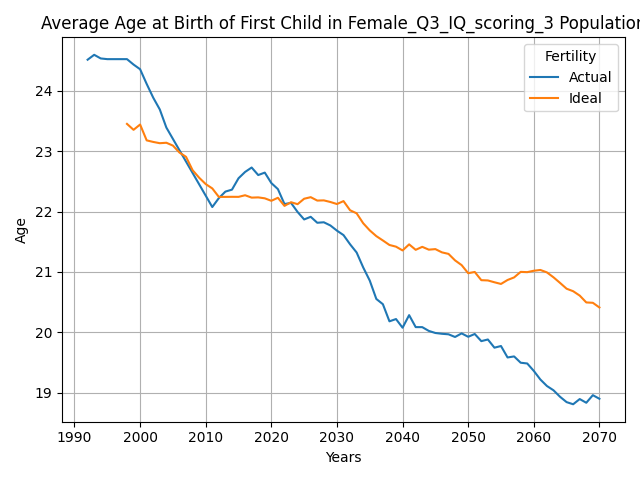 Average Age at Birth of First Child in Female_Q3_IQ_scoring_3 Population
Fertility
Actual
Ideal
24
23
22
21
20
19
Age
1990 2000 2010 2020 2030 2040 2050 2060 2070
Years